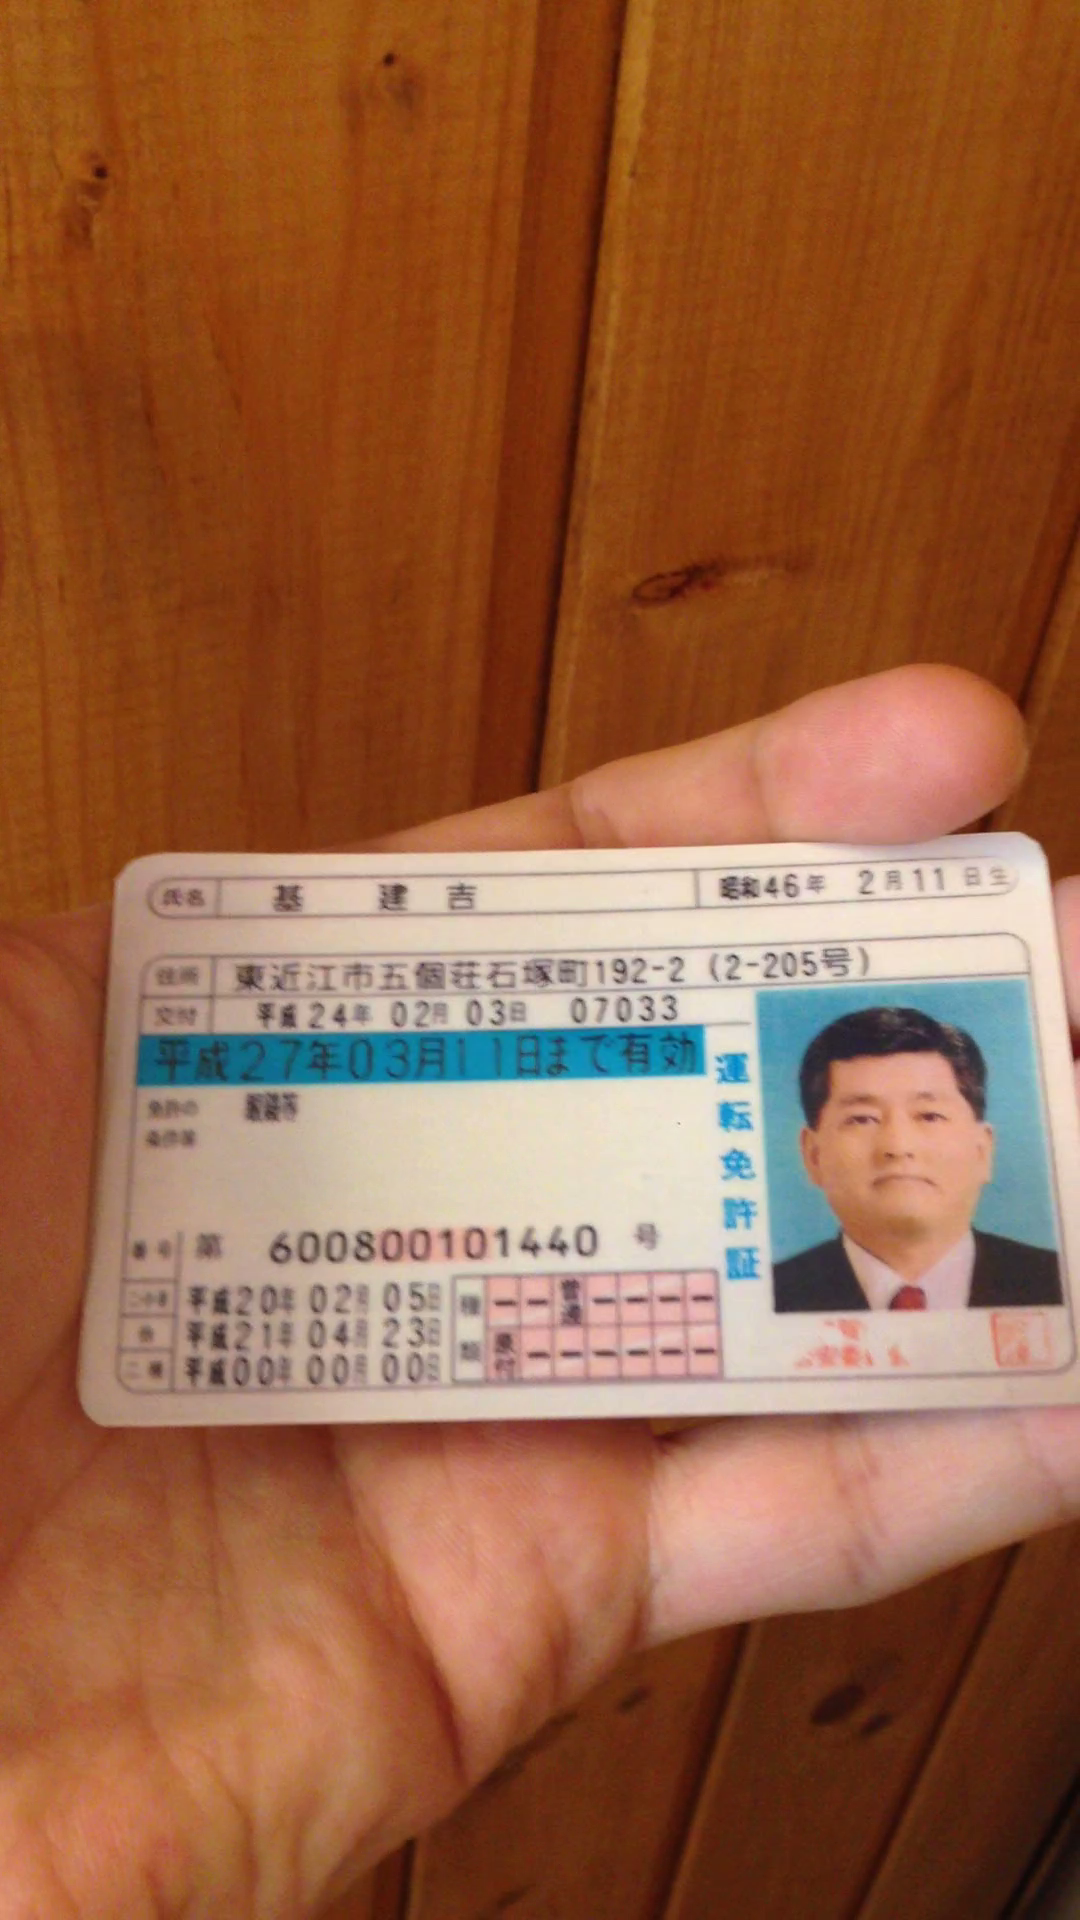 氏名 基 建 吉 昭和46年 2月11日生
住所 東近江市五個荘石塚町192-2 (2-205号)
交付 平成24年 02月 03日 07033
平成27年03月11日まで有効
免許の 眼鏡等
条件等
運転免許証
番号 第 600800101440 号
平成20年 02月 05日
他 平成21年 04月 23日
二種 平成00年 00月 00日
種類 普通 原付